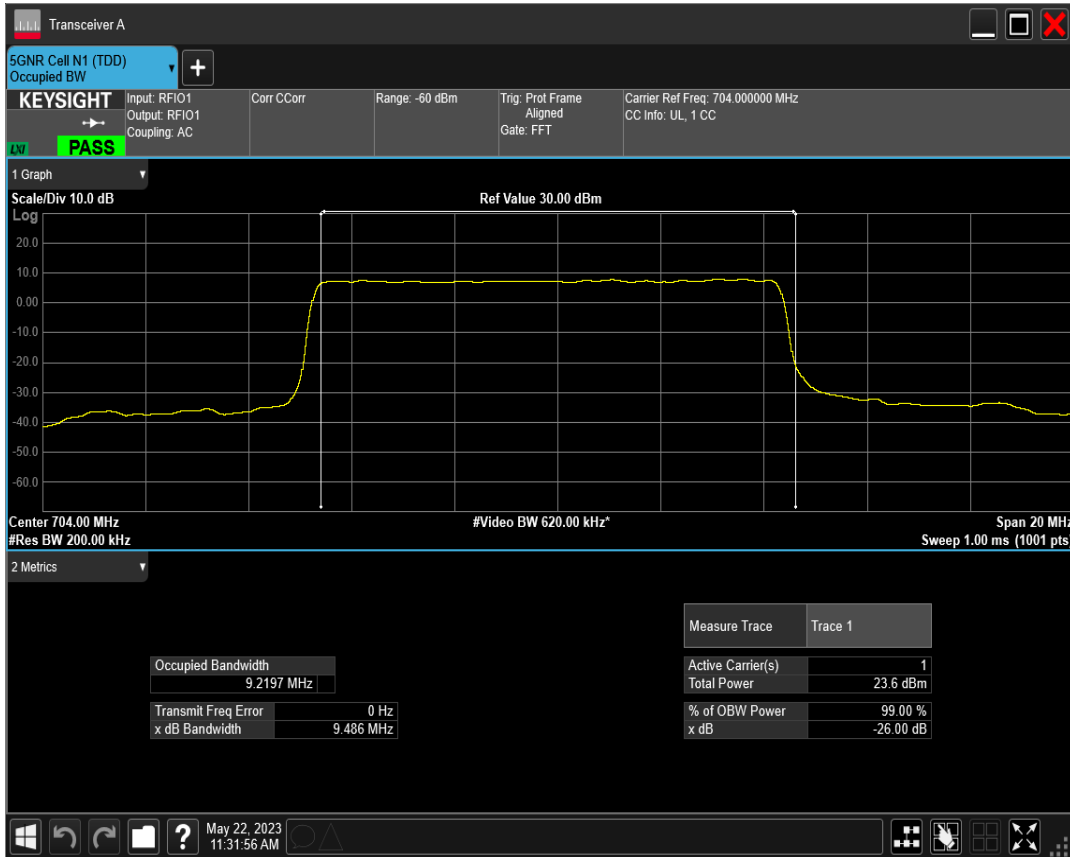 Transceiver A
5GNR Cell N1 (TDD)
Occupied BW
+
KEYSIGHT
LXI
PASS
Input: RFIO1
Output: RFIO1
Coupling: AC
Corr CCorr
Range: -60 dBm
Trig: Prot Frame
Aligned
Gate: FFT
Carrier Ref Freq: 704.000000 MHz
CC Info: UL, 1 CC
1 Graph
Scale/Div 10.0 dB
Ref Value 30.00 dBm
Log
20.0
10.0
0.00
-10.0
-20.0
-30.0
-40.0
-50.0
-60.0
Center 704.00 MHz
#Video BW 620.00 kHz*
Span 20 MHz
#Res BW 200.00 kHz
Sweep 1.00 ms (1001 pts)
2 Metrics
Measure Trace Trace 1
Occupied Bandwidth
9.2197 MHz
Active Carrier(s) 1
Total Power 23.6 dBm
Transmit Freq Error 0 Hz
x dB Bandwidth 9.486 MHz
% of OBW Power 99.00 %
x dB -26.00 dB
?
May 22, 2023
11:31:56 AM